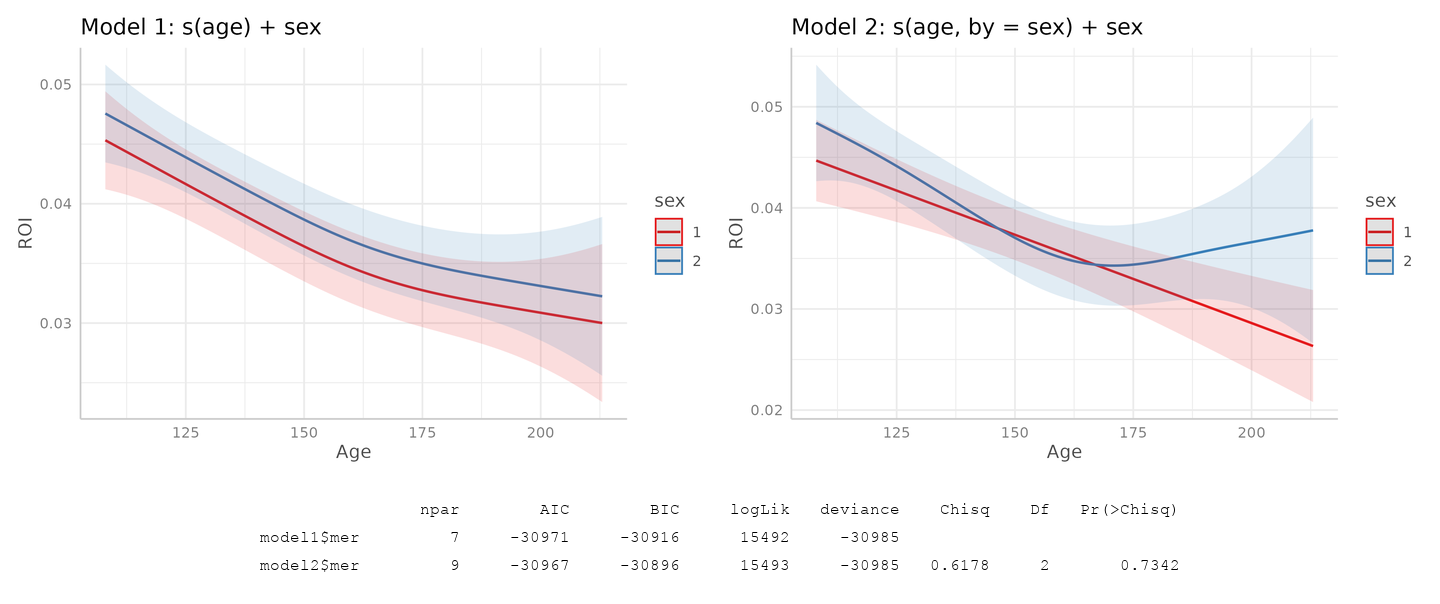 Model 1: s(age) + sex
0.05
0.04
0.03
ROI
125 150 175 200
Age
sex
1
2
Model 2: s(age, by = sex) + sex
0.05
0.04
0.03
0.02
ROI
125 150 175 200
Age
sex
1
2
npar AIC BIC logLik deviance Chisq Df Pr(>Chisq)
model1$mer 7 -30971 -30916 15492 -30985
model2$mer 9 -30967 -30896 15493 -30985 0.6178 2 0.7342